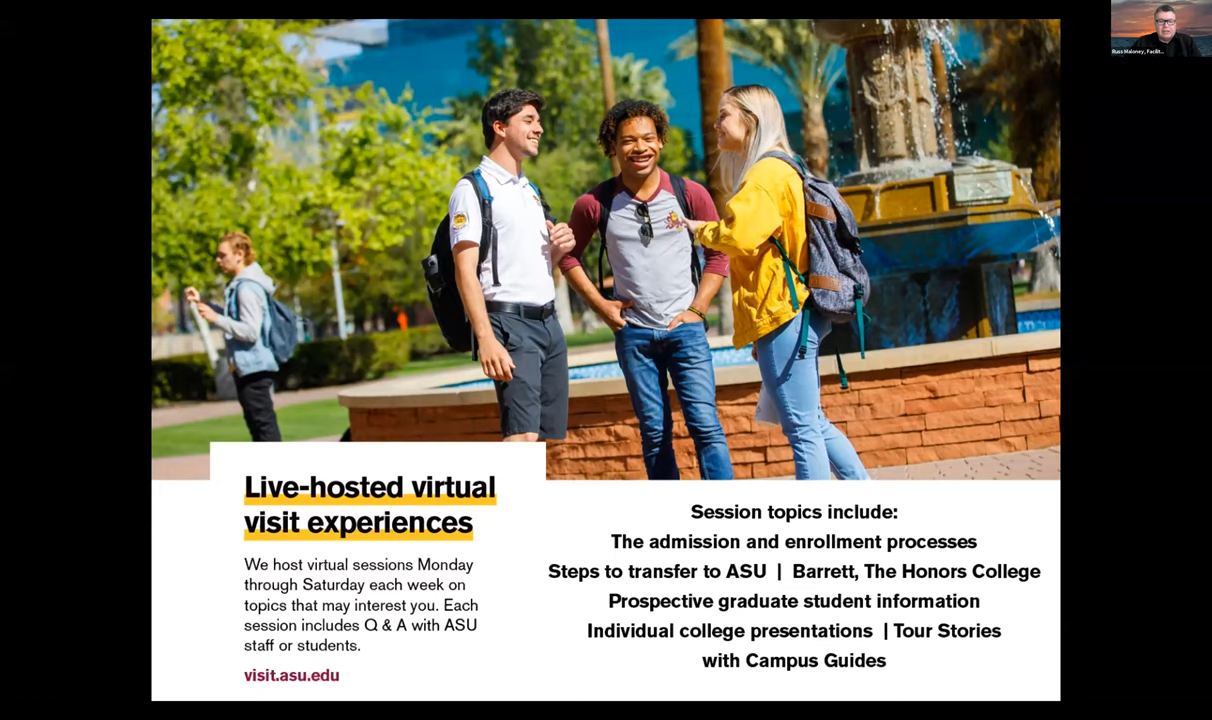 Russ Maloney, Facilit...
Live-hosted virtual
visit experiences
We host virtual sessions Monday
through Saturday each week on
topics that may interest you. Each
session includes Q & A with ASU
staff or students.
visit.asu.edu
Session topics include:
The admission and enrollment processes
Steps to transfer to ASU | Barrett, The Honors College
Prospective graduate student information
Individual college presentations | Tour Stories
with Campus Guides